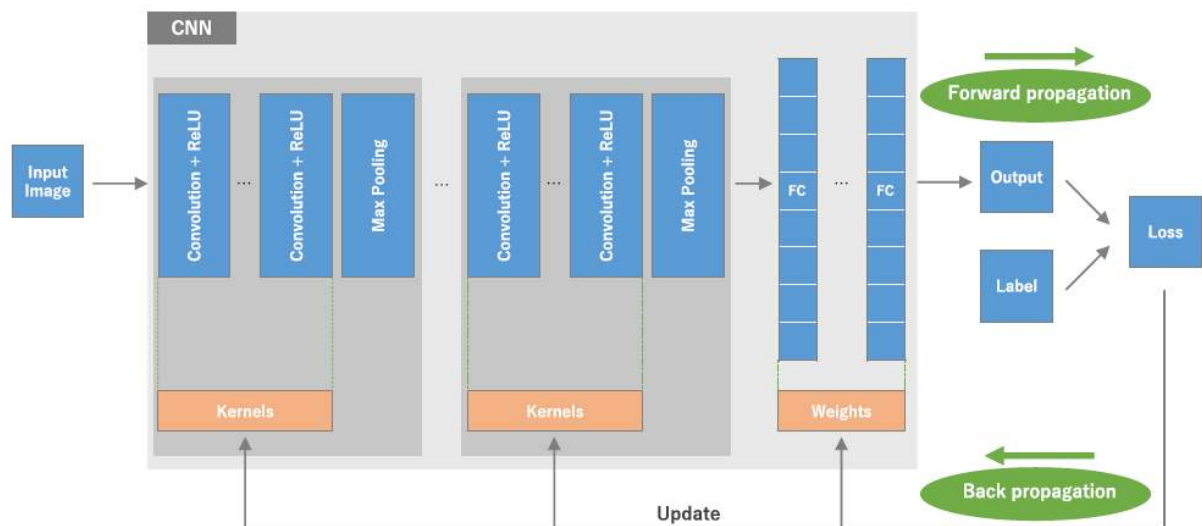 CNN
Forward propagation
Input
Image
Convolution + ReLU
...
Convolution + ReLU
Max Pooling
...
Convolution + ReLU
...
Convolution + ReLU
Max Pooling
FC
...
FC
Output
Label
Loss
Kernels
Kernels
Weights
Back propagation
Update